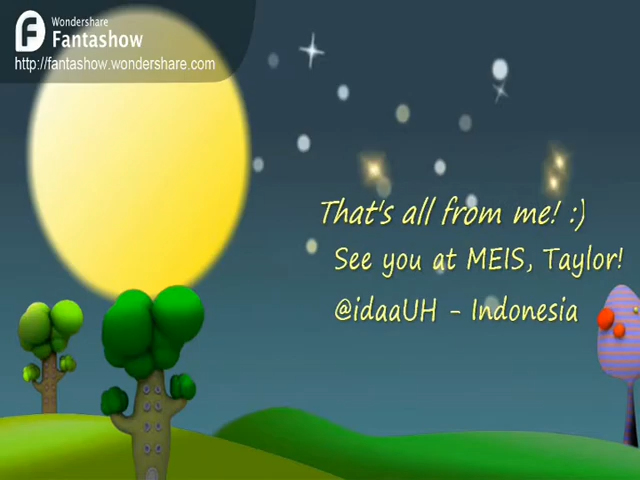 Wondershare
Fantashow
http://fantashow.wondershare.com
That's all from me! :)
See you at MEIS, Taylor!
@idaaUH - Indonesia